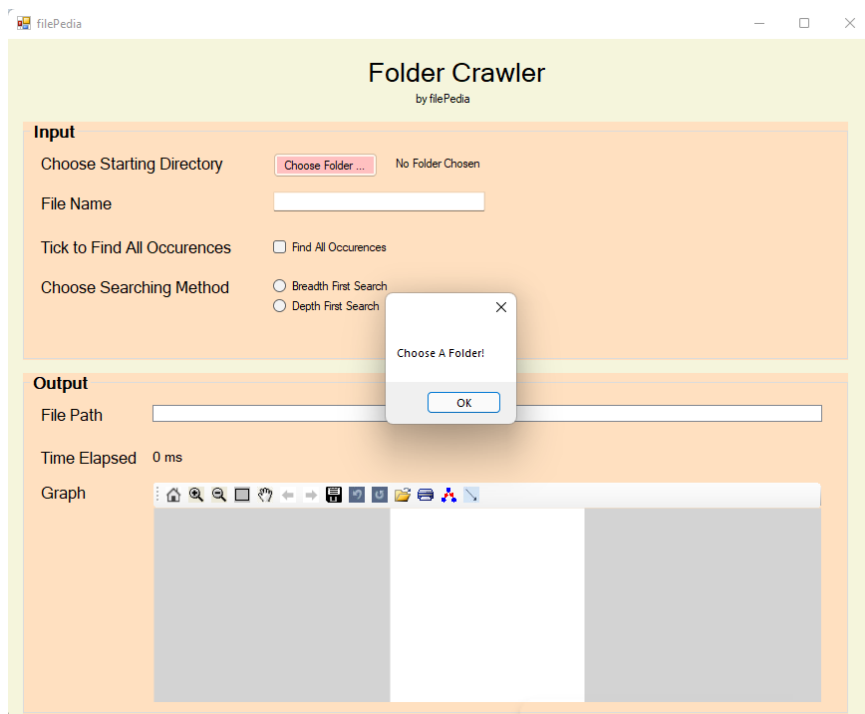 filePedia
Folder Crawler
by filePedia
Input
Choose Starting Directory
Choose Folder ...
No Folder Chosen
File Name
Tick to Find All Occurences
Find All Occurences
Choose Searching Method
Breadth First Search
Depth First Search
Choose A Folder!
OK
Output
File Path
Time Elapsed
0 ms
Graph